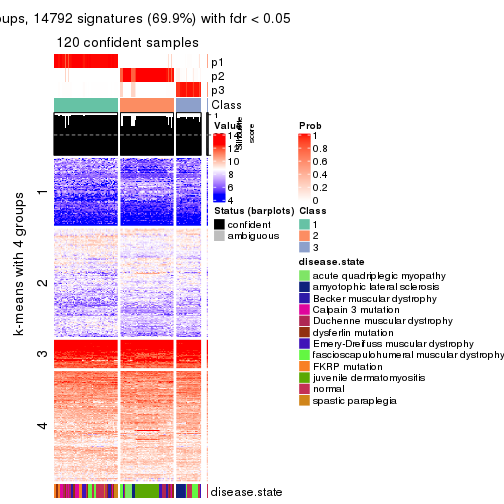 oups, 14792 signatures (69.9%) with fdr < 0.05
120 confident samples
p1
p2
p3
Class
1
Value
14
12
10
8
6
4
score
Prob
1
0.8
0.6
0.4
0.2
0
Status (barplots)
confident
ambiguous
Class
1
2
3
disease.state
acute quadriplegic myopathy
amyotrophic lateral sclerosis
Becker muscular dystrophy
Calpain 3 mutation
Duchenne muscular dystrophy
dysferlin mutation
Emery-Dreifuss muscular dystrophy
fascioscapulohumeral muscular dystrophy
FKRP mutation
juvenile dermatomyositis
normal
spastic paraplegia
k-means with 4 groups
1
2
3
4
disease.state